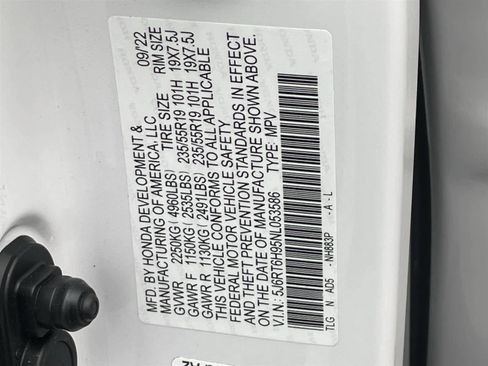 MFD. BY HONDA DEVELOPMENT & 09/22
MANUFACTURING OF AMERICA, LLC TIRE SIZE RIM SIZE
GVWR 2250KG (4960LBS)
GAWR F 1150KG (2535LBS) 235/55R19 101H 19X7.5J
GAWR R 1130KG (2491LBS) 235/55R19 101H 19X7.5J
THIS VEHICLE CONFORMS TO ALL APPLICABLE
FEDERAL MOTOR VEHICLE SAFETY
AND THEFT PREVENTION STANDARDS IN EFFECT
ON THE DATE OF MANUFACTURE SHOWN ABOVE.
V.I.N: 5J6RT6H95NL063586 TYPE: MPV
TLG N AD5 - NH883P - A - L